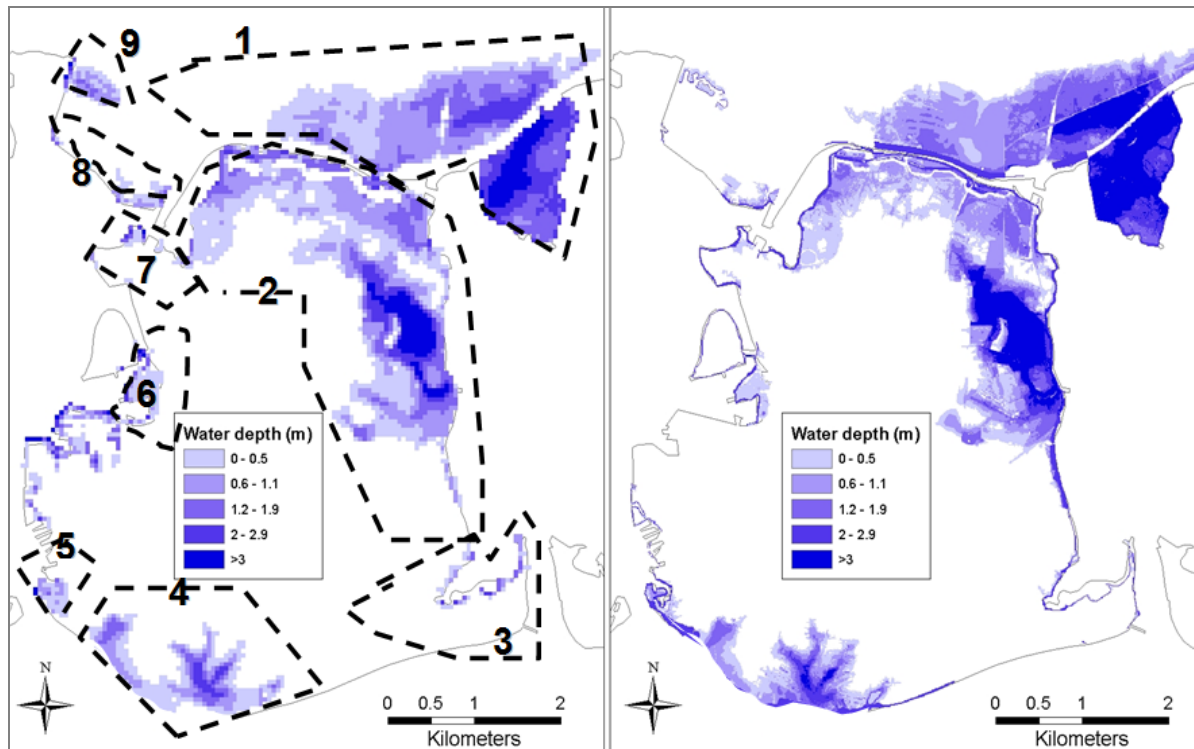 9
1
8
7
2
6
5
4
3
Water depth (m)
0 - 0.5
0.6 - 1.1
1.2 - 1.9
2 - 2.9
>3
N
0 0.5 1 2
Kilometers
Water depth (m)
0 - 0.5
0.6 - 1.1
1.2 - 1.9
2 - 2.9
>3
N
0 0.5 1 2
Kilometers